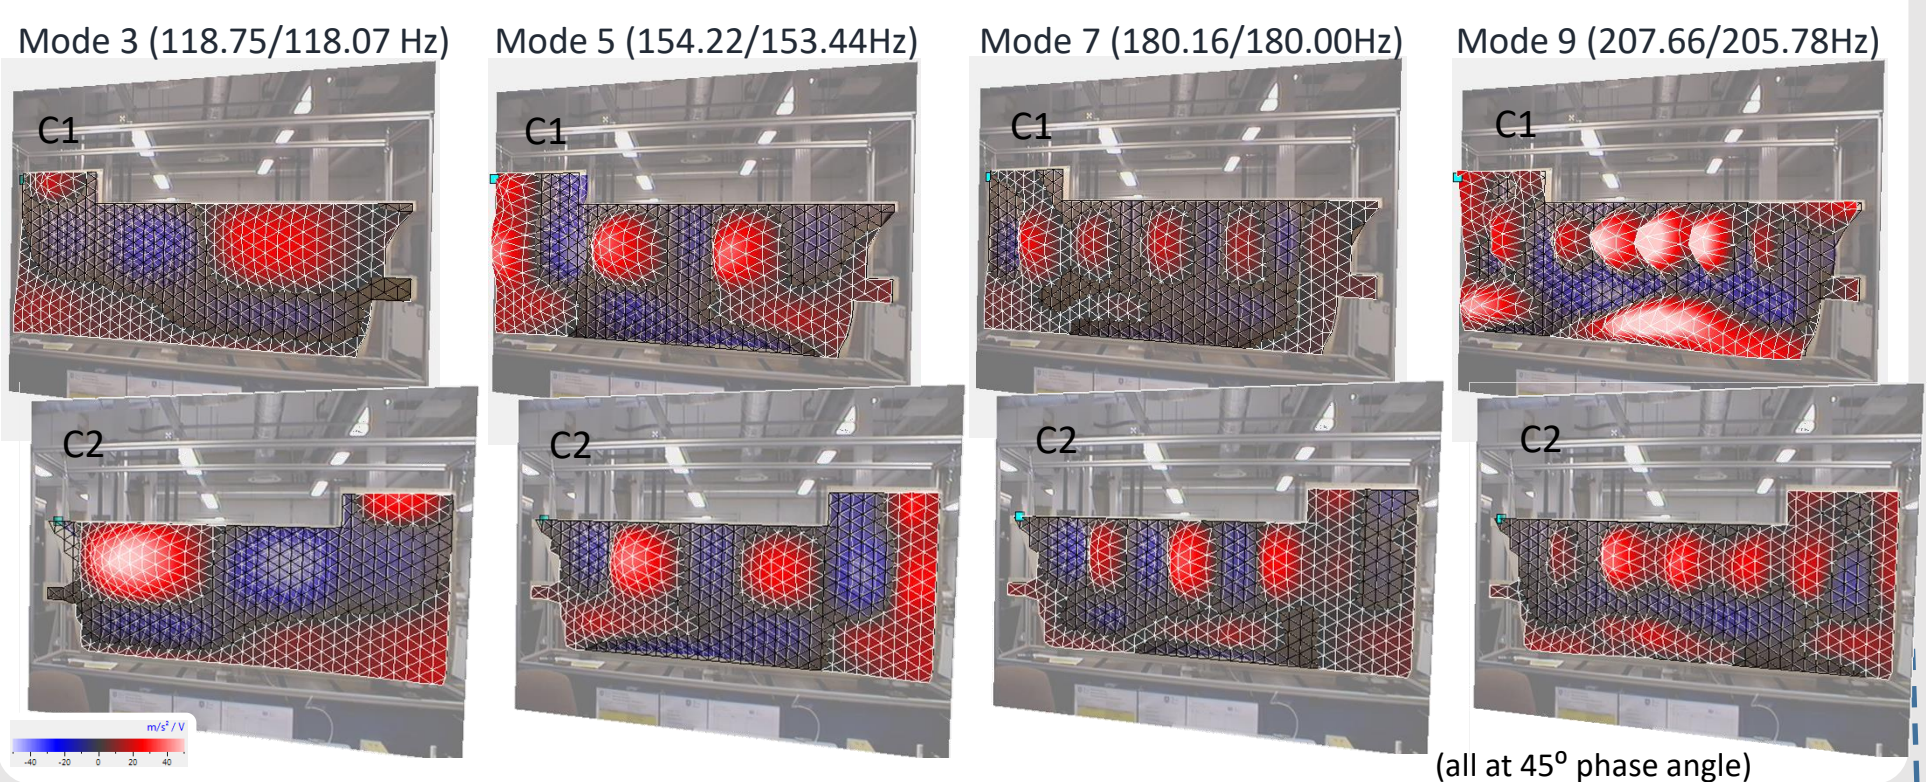 Mode 3 (118.75/118.07 Hz)
Mode 5 (154.22/153.44Hz)
Mode 7 (180.16/180.00Hz)
Mode 9 (207.66/205.78Hz)
C1
C1
C1
C1
C2
C2
C2
C2
m/s² / V
-40 -20 0 20 40
(all at 45⁰ phase angle)